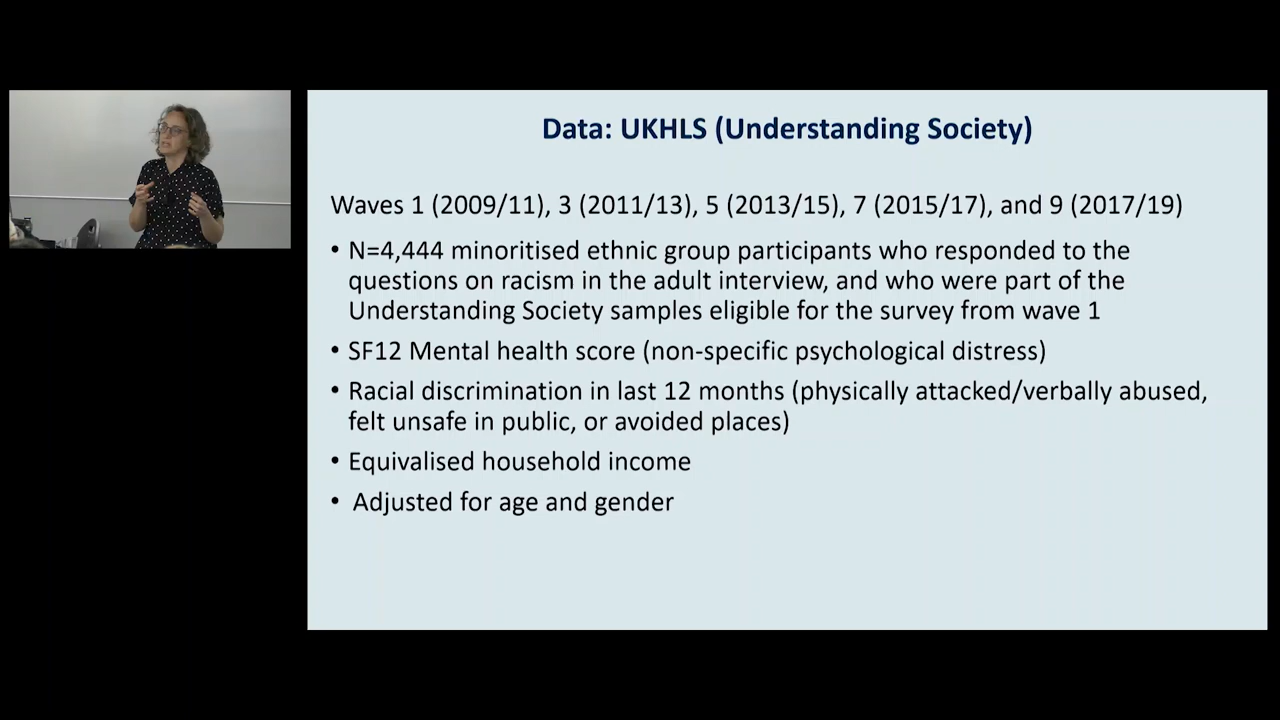 Data: UKHLS (Understanding Society)
Waves 1 (2009/11), 3 (2011/13), 5 (2013/15), 7 (2015/17), and 9 (2017/19)
• N=4,444 minoritised ethnic group participants who responded to the
questions on racism in the adult interview, and who were part of the
Understanding Society samples eligible for the survey from wave 1
• SF12 Mental health score (non-specific psychological distress)
• Racial discrimination in last 12 months (physically attacked/verbally abused,
felt unsafe in public, or avoided places)
• Equivalised household income
• Adjusted for age and gender